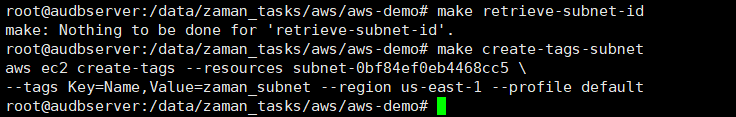 root@audbserver:/data/zaman_tasks/aws/aws-demo# make retrieve-subnet-id
make: Nothing to be done for 'retrieve-subnet-id'.
root@audbserver:/data/zaman_tasks/aws/aws-demo# make create-tags-subnet
aws ec2 create-tags --resources subnet-0bf84ef0eb4468cc5 \
--tags Key=Name,Value=zaman_subnet --region us-east-1 --profile default
root@audbserver:/data/zaman_tasks/aws/aws-demo#